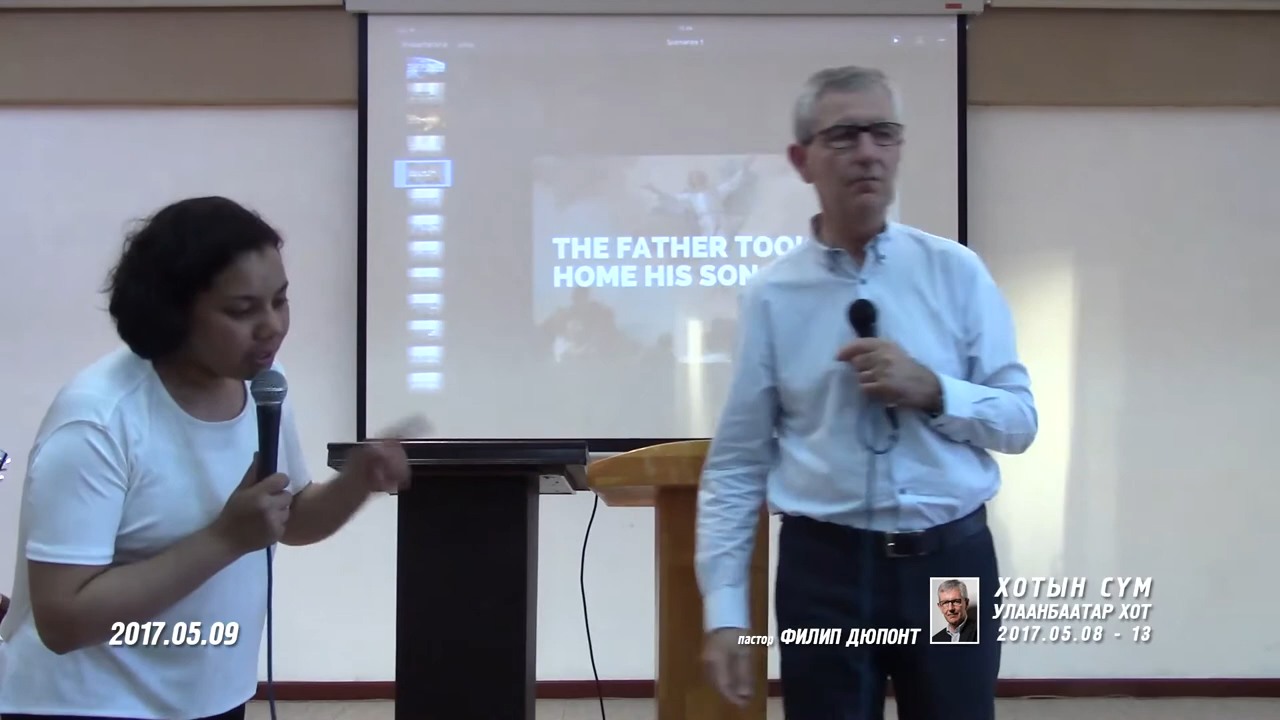 THE FATHER TOOK
HOME HIS SON
2017.05.09
пастор ФИЛИП ДЮПОНТ
ХОТЫН СҮМ
УЛААНБААТАР ХОТ
2017.05.08 - 13